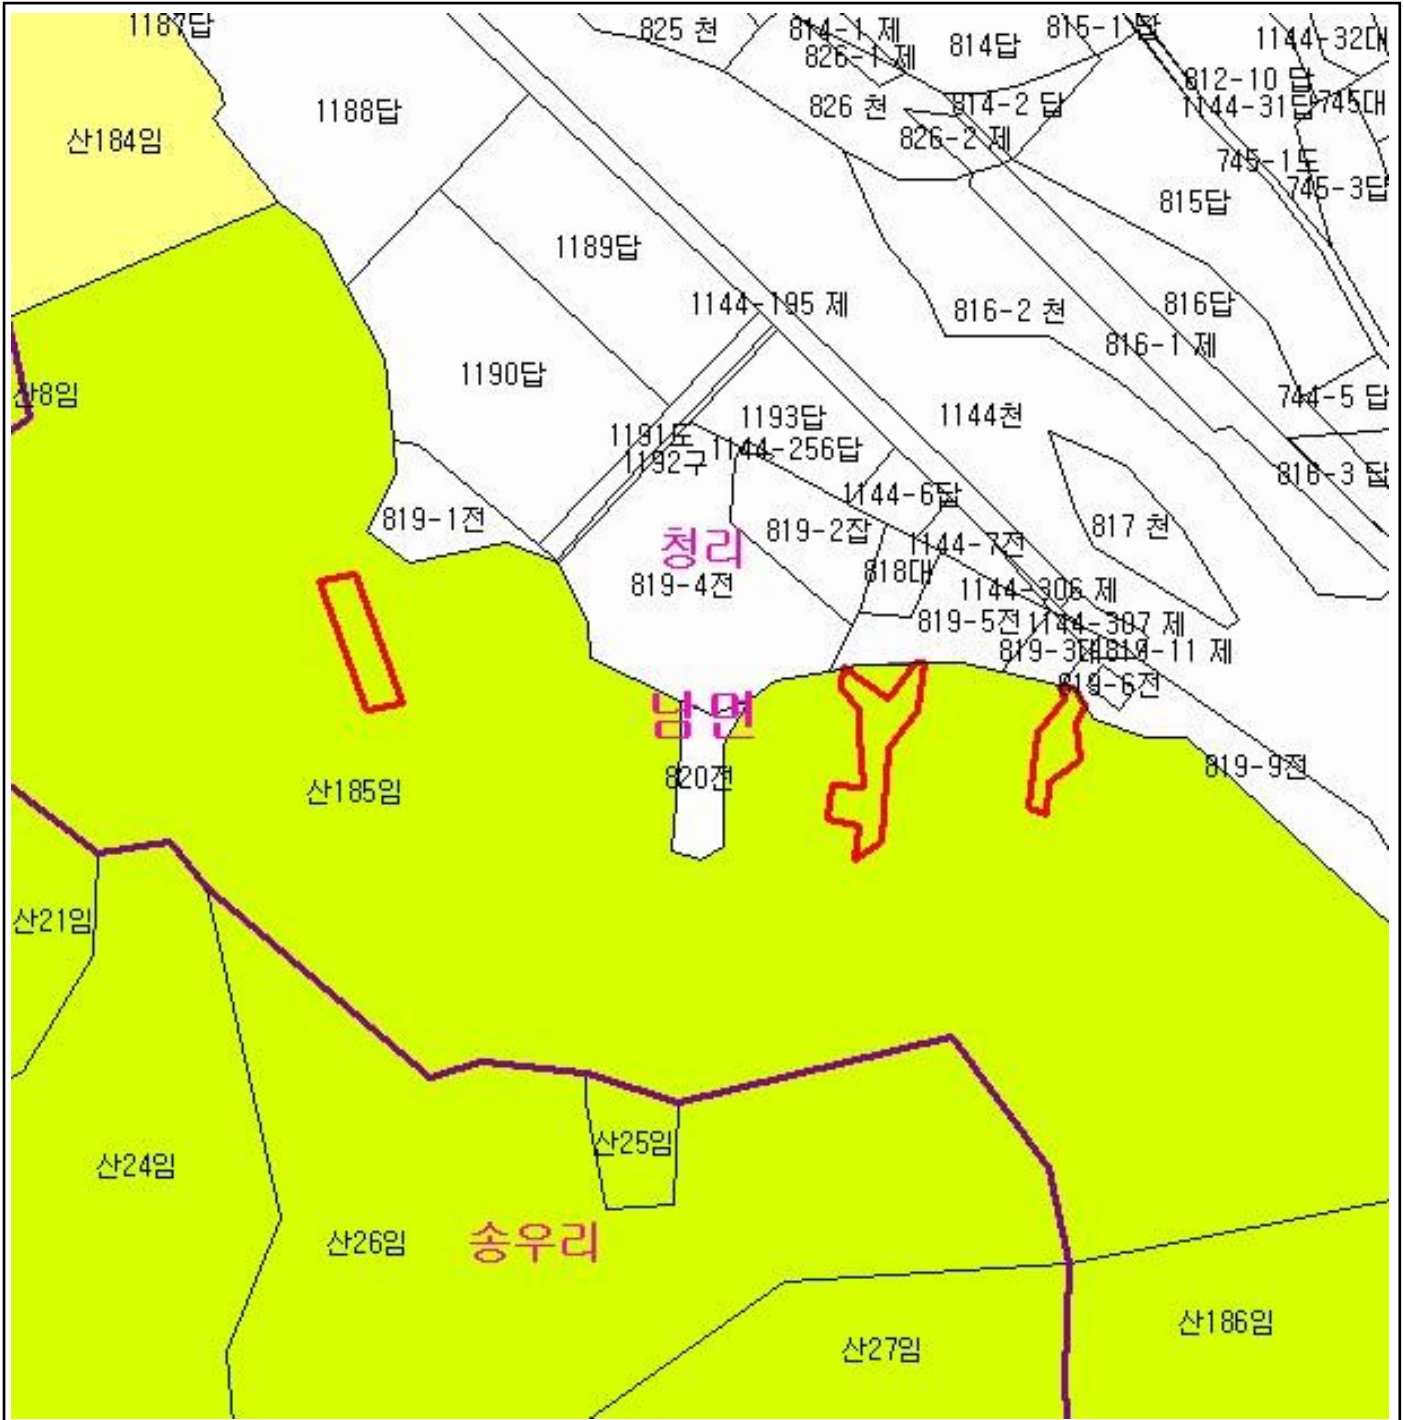 1187답
825 천
814-1 제
826-1 제
814답
815-1 답
1144-32대
812-10 답
1144-31답
745대
1188답
826 천
814-2 답
826-2 제
산184임
745-1도
745-3답
815답
1189답
1144-195 제
816-2 천
816답
816-1 제
1190답
산8임
744-5 답
1193답
1144천
1191도
1144-256답
1192구
816-3 답
1144-6답
819-1전
819-2잡
817 천
청리
1144-7전
818대
819-4전
1144-306 제
819-5전
1144-307 제
819-11 제
819-6전
남면
820전
819-9전
산185임
산21임
산25임
산24임
산26임
송우리
산186임
산27임